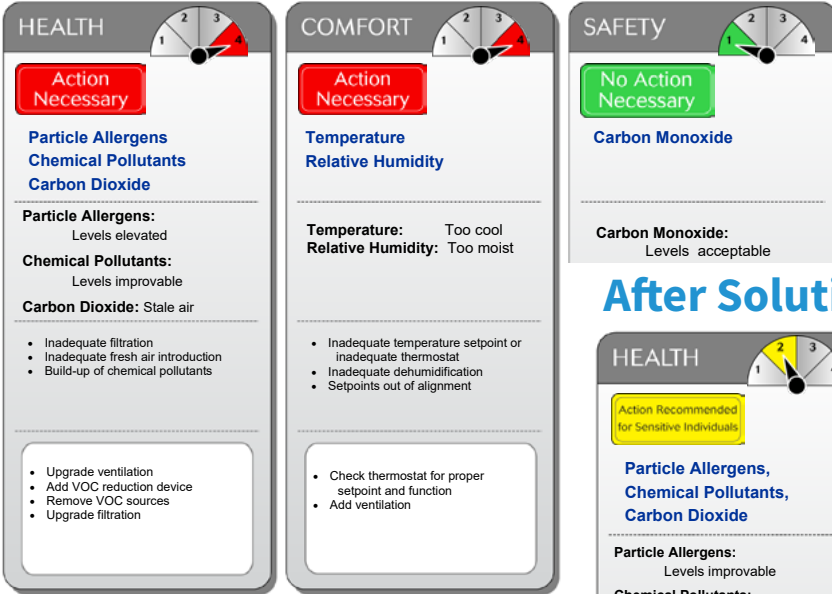 HEALTH
1 2 3 4
Action
Necessary
Particle Allergens
Chemical Pollutants
Carbon Dioxide
Particle Allergens:
Levels elevated
Chemical Pollutants:
Levels improvable
Carbon Dioxide: Stale air
• Inadequate filtration
• Inadequate fresh air introduction
• Build-up of chemical pollutants
• Upgrade ventilation
• Add VOC reduction device
• Remove VOC sources
• Upgrade filtration
COMFORT
1 2 3 4
Action
Necessary
Temperature
Relative Humidity
Temperature: Too cool
Relative Humidity: Too moist
• Inadequate temperature setpoint or
inadequate thermostat
• Inadequate dehumidification
• Setpoints out of alignment
• Check thermostat for proper
setpoint and function
• Add ventilation
SAFETY
1 2 3 4
No Action
Necessary
Carbon Monoxide
Carbon Monoxide:
Levels acceptable
After Soluti
HEALTH
1 2 3
Action Recommended
for Sensitive Individuals
Particle Allergens,
Chemical Pollutants,
Carbon Dioxide
Particle Allergens:
Levels improvable
Chemical Pollutants: